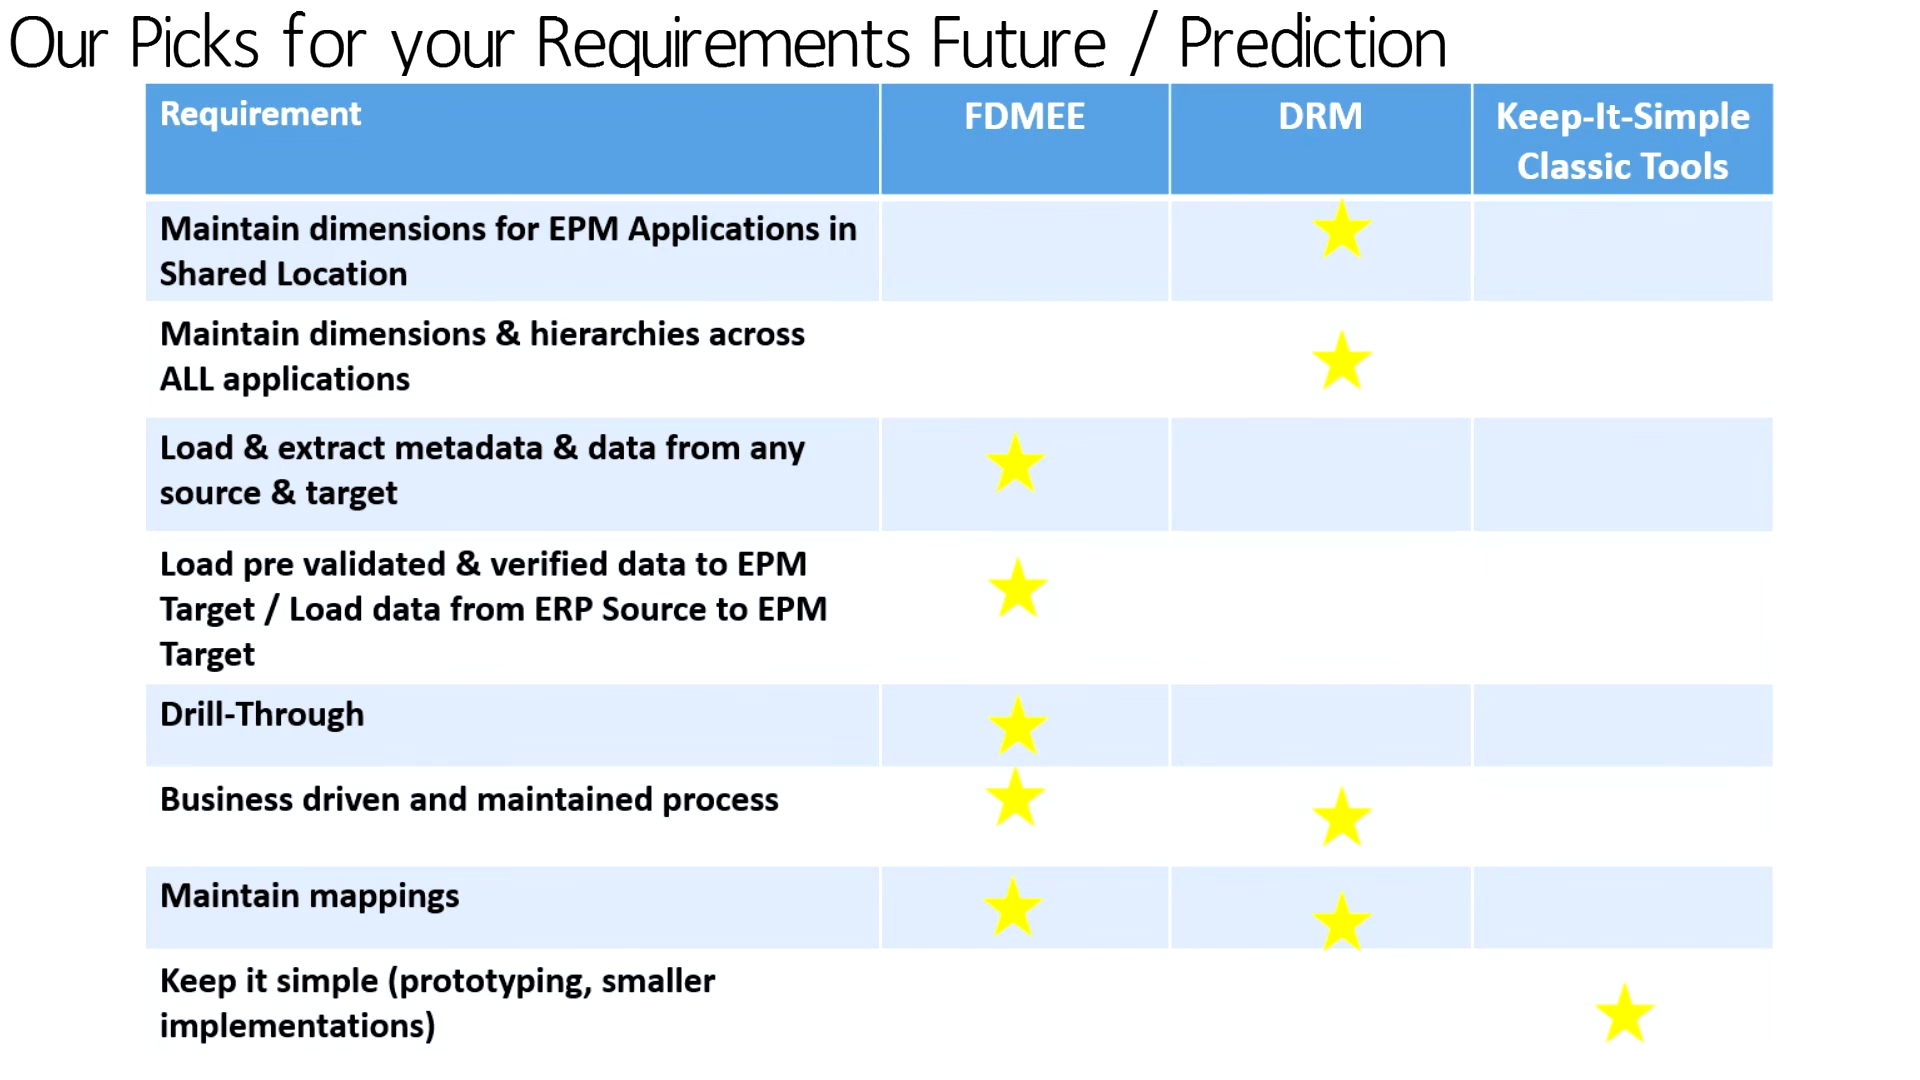 Our Picks for your Requirements Future / Prediction
Requirement
FDMEE
DRM
Keep-It-Simple
Classic Tools
Maintain dimensions for EPM Applications in
Shared Location
Maintain dimensions & hierarchies across
ALL applications
Load & extract metadata & data from any
source & target
Load pre validated & verified data to EPM
Target / Load data from ERP Source to EPM
Target
Drill-Through
Business driven and maintained process
Maintain mappings
Keep it simple (prototyping, smaller
implementations)